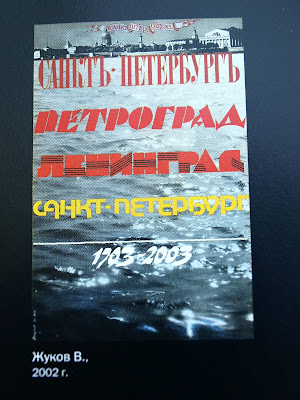 САНКТЪ-ПЕТЕРБУРГЪ
ПЕТРОГРАД
ЛЕНИНГРАД
САНКТ-ПЕТЕРБУРГ
1703-2003
Жуков В.,
2002 г.